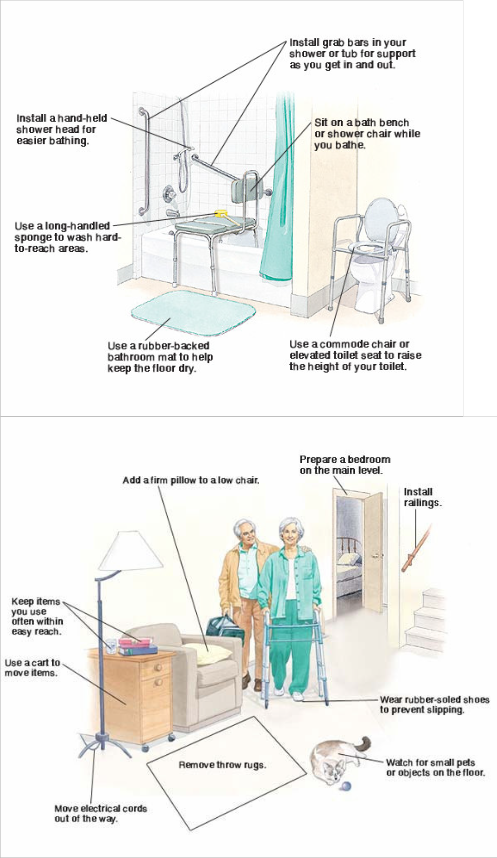 Install grab bars in your
shower or tub for support
as you get in and out.
Install a hand-held
shower head for
easier bathing.
Sit on a bath bench
or shower chair while
you bathe.
Use a long-handled
sponge to wash hard-
to-reach areas.
Use a rubber-backed
bathroom mat to help
keep the floor dry.
Use a commode chair or
elevated toilet seat to raise
the height of your toilet.
Prepare a bedroom
on the main level.
Add a firm pillow to a low chair.
Install
railings.
Keep items
you use
often within
easy reach.
Use a cart to
move items.
Wear rubber-soled shoes
to prevent slipping.
Remove throw rugs.
Watch for small pets
or objects on the floor.
Move electrical cords
out of the way.